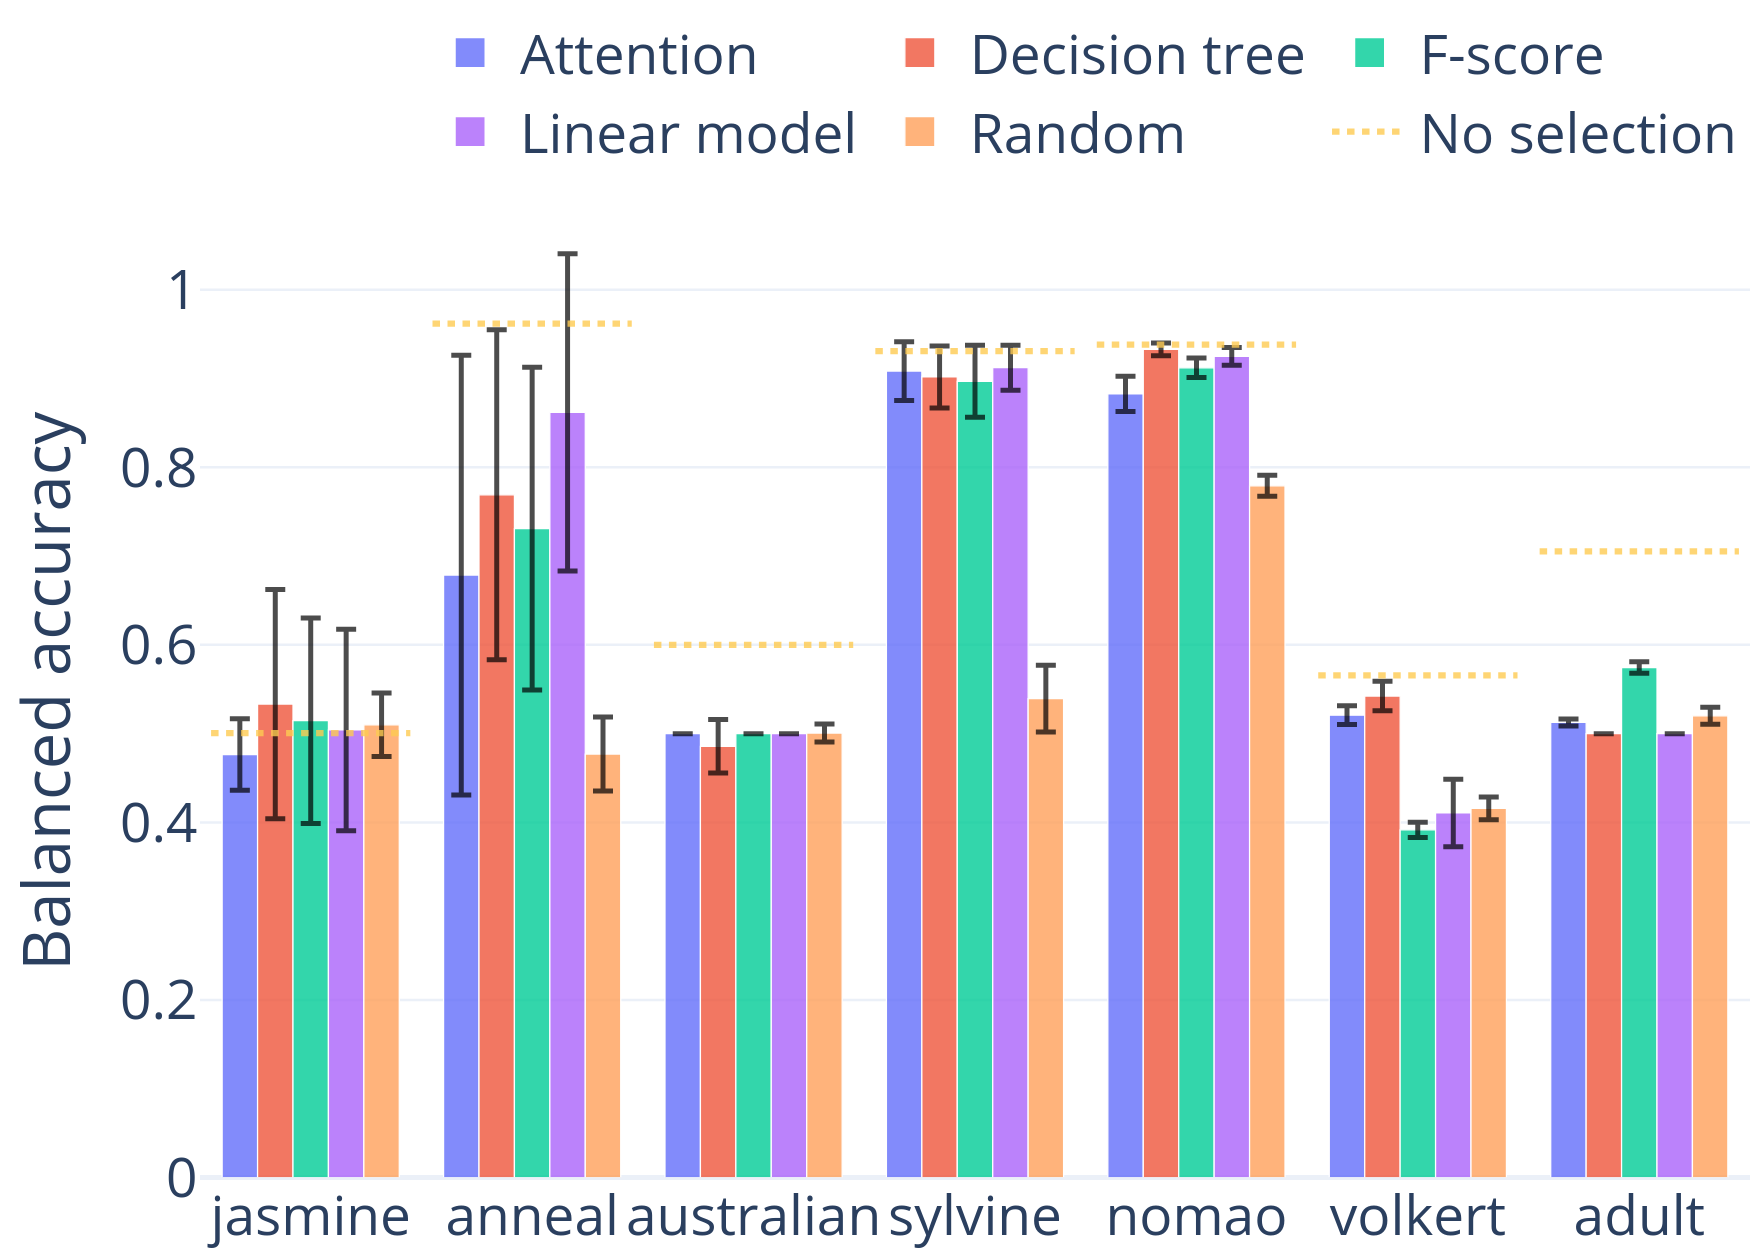 Attention Decision tree F-score
Linear model Random No selection
Balanced accuracy
1
0.8
0.6
0.4
0.2
0
jasmine anneal australian sylvine nomao volkert adult